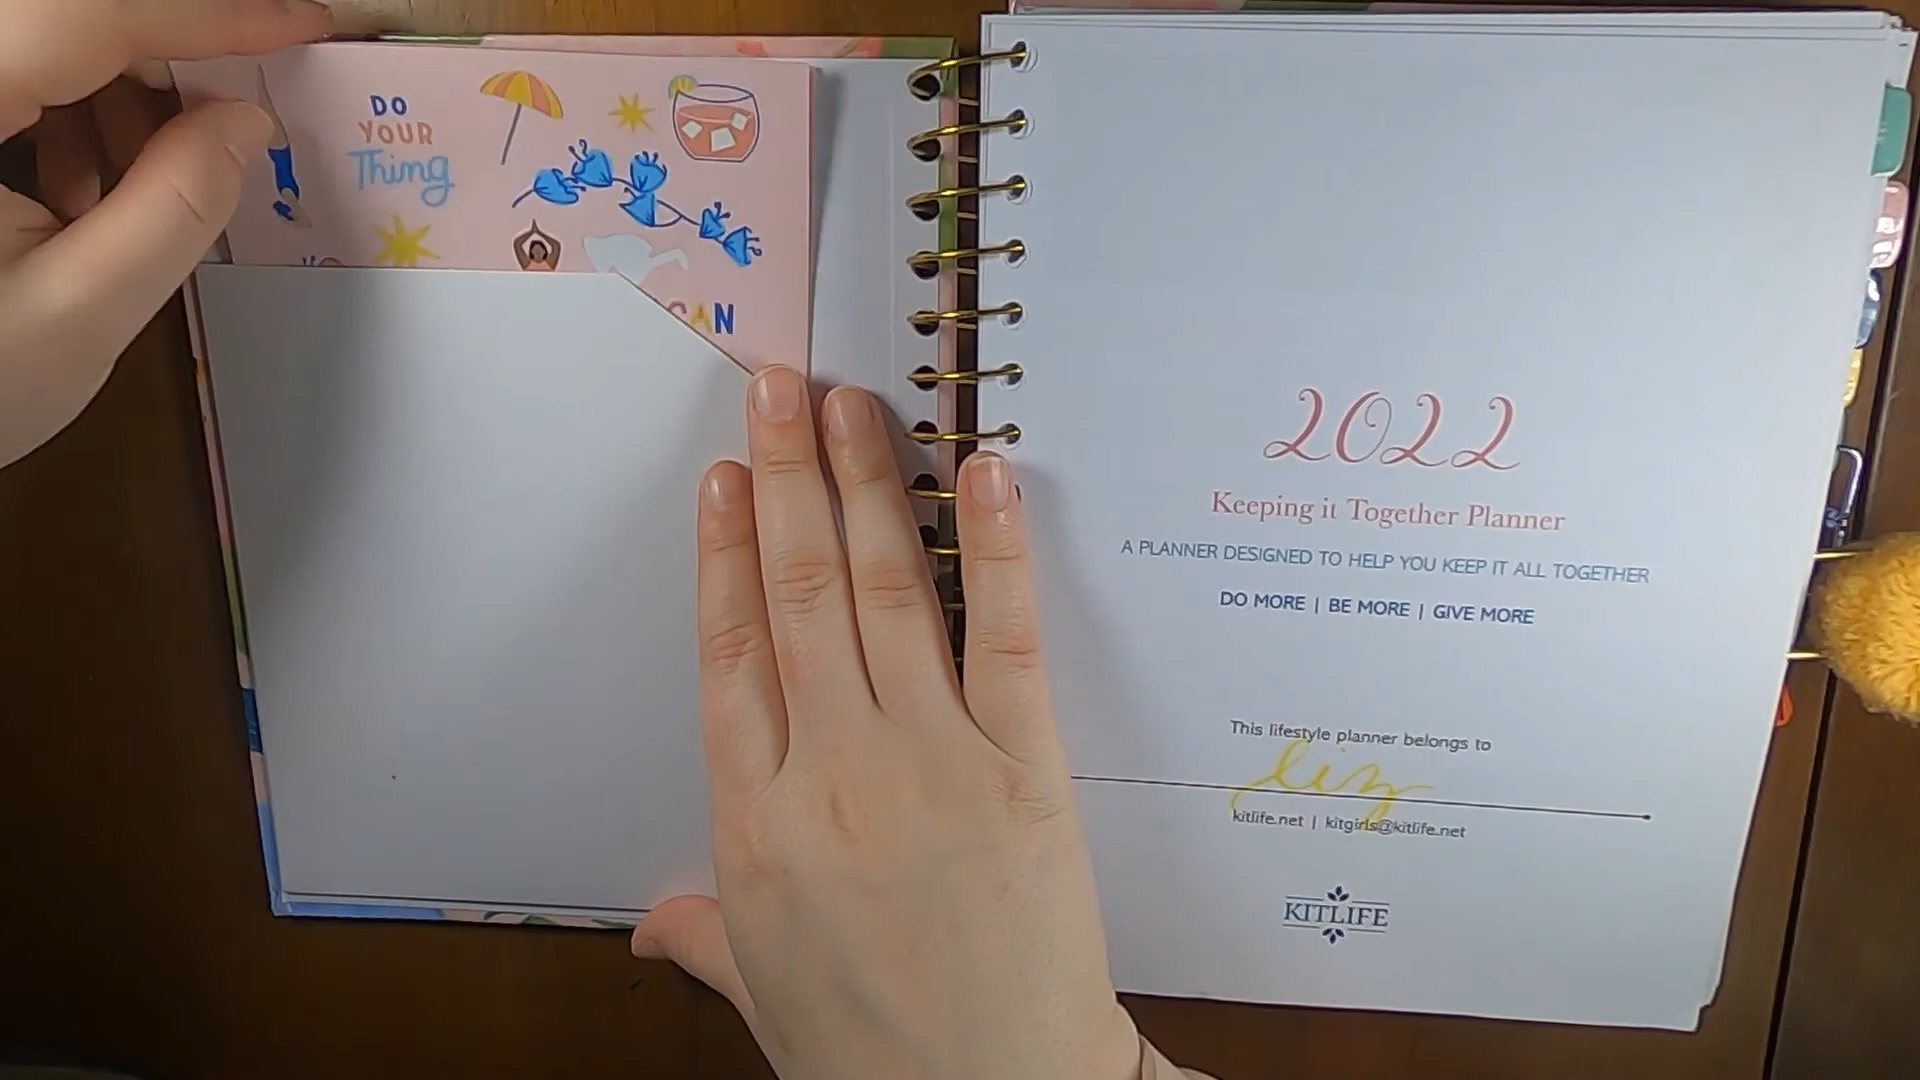 DO
YOUR
Thing
CAN
2022
Keeping it Together Planner
A PLANNER DESIGNED TO HELP YOU KEEP IT ALL TOGETHER
DO MORE | BE MORE | GIVE MORE
This lifestyle planner belongs to
liz
kitlife.net | kitgirls@kitlife.net
KITLIFE